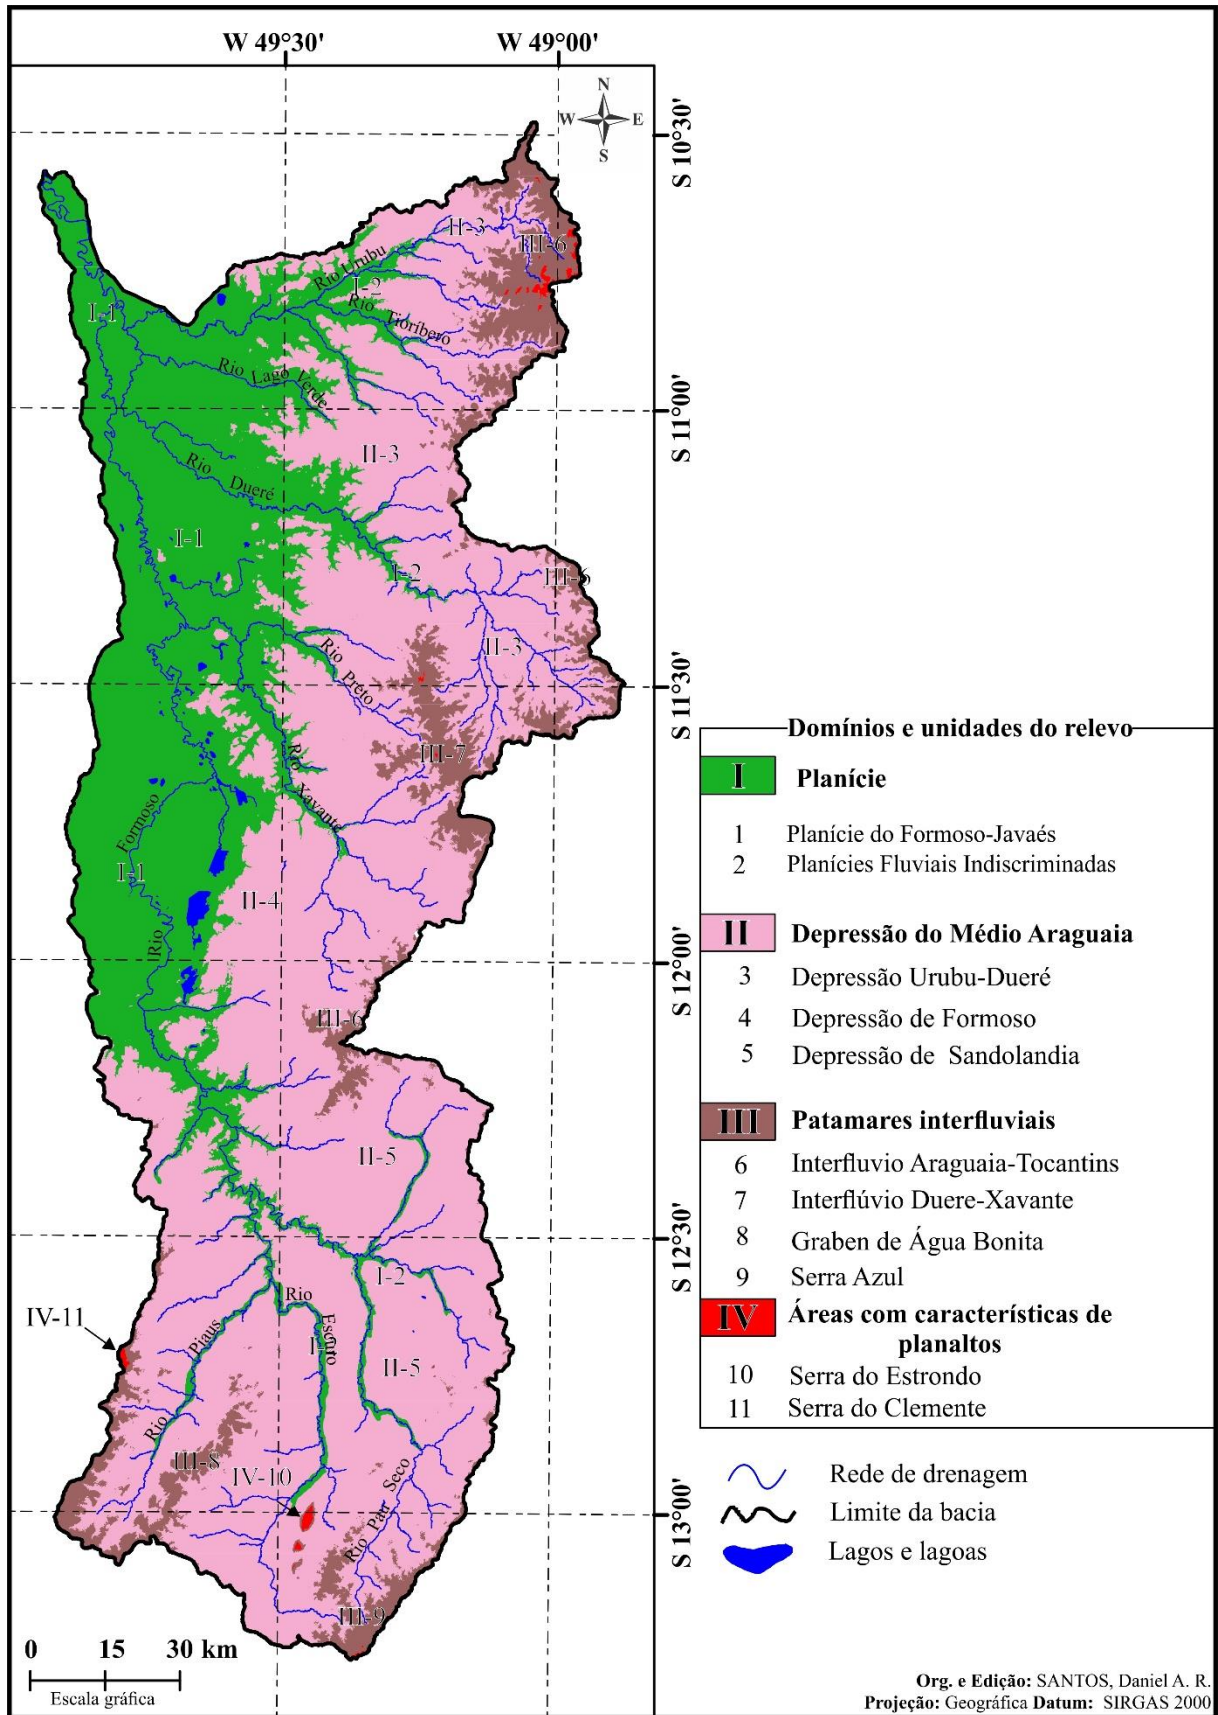 W 49°30'
W 49°00'
N
W
E
S
S 10°30'
S 11°00'
S 11°30'
S 12°00'
S 12°30'
S 13°00'
II-3
III-6
Rio Urubu
I-2
I-1
Rio Tioríbero
Rio Lago Verde
II-3
Rio Dueré
I-1
I-2
III-6
II-3
Rio Preto
III-7
Rio Xavante
Rio Formoso
I-1
II-4
III-6
II-5
I-2
Rio Escuro
I-2
IV-11
Rio Piaus
II-5
III-8
IV-10
Rio Pau Seco
III-9
0 15 30 km
Escala gráfica
Domínios e unidades do relevo
I Planície
1 Planície do Formoso-Javaés
2 Planícies Fluviais Indiscriminadas
II Depressão do Médio Araguaia
3 Depressão Urubu-Dueré
4 Depressão de Formoso
5 Depressão de Sandolandia
III Patamares interfluviais
6 Interfluvio Araguaia-Tocantins
7 Interflúvio Duere-Xavante
8 Graben de Água Bonita
9 Serra Azul
IV Áreas com características de
planaltos
10 Serra do Estrondo
11 Serra do Clemente
Rede de drenagem
Limite da bacia
Lagos e lagoas
Org. e Edição: SANTOS, Daniel A. R.
Projeção: Geográfica Datum: SIRGAS 2000